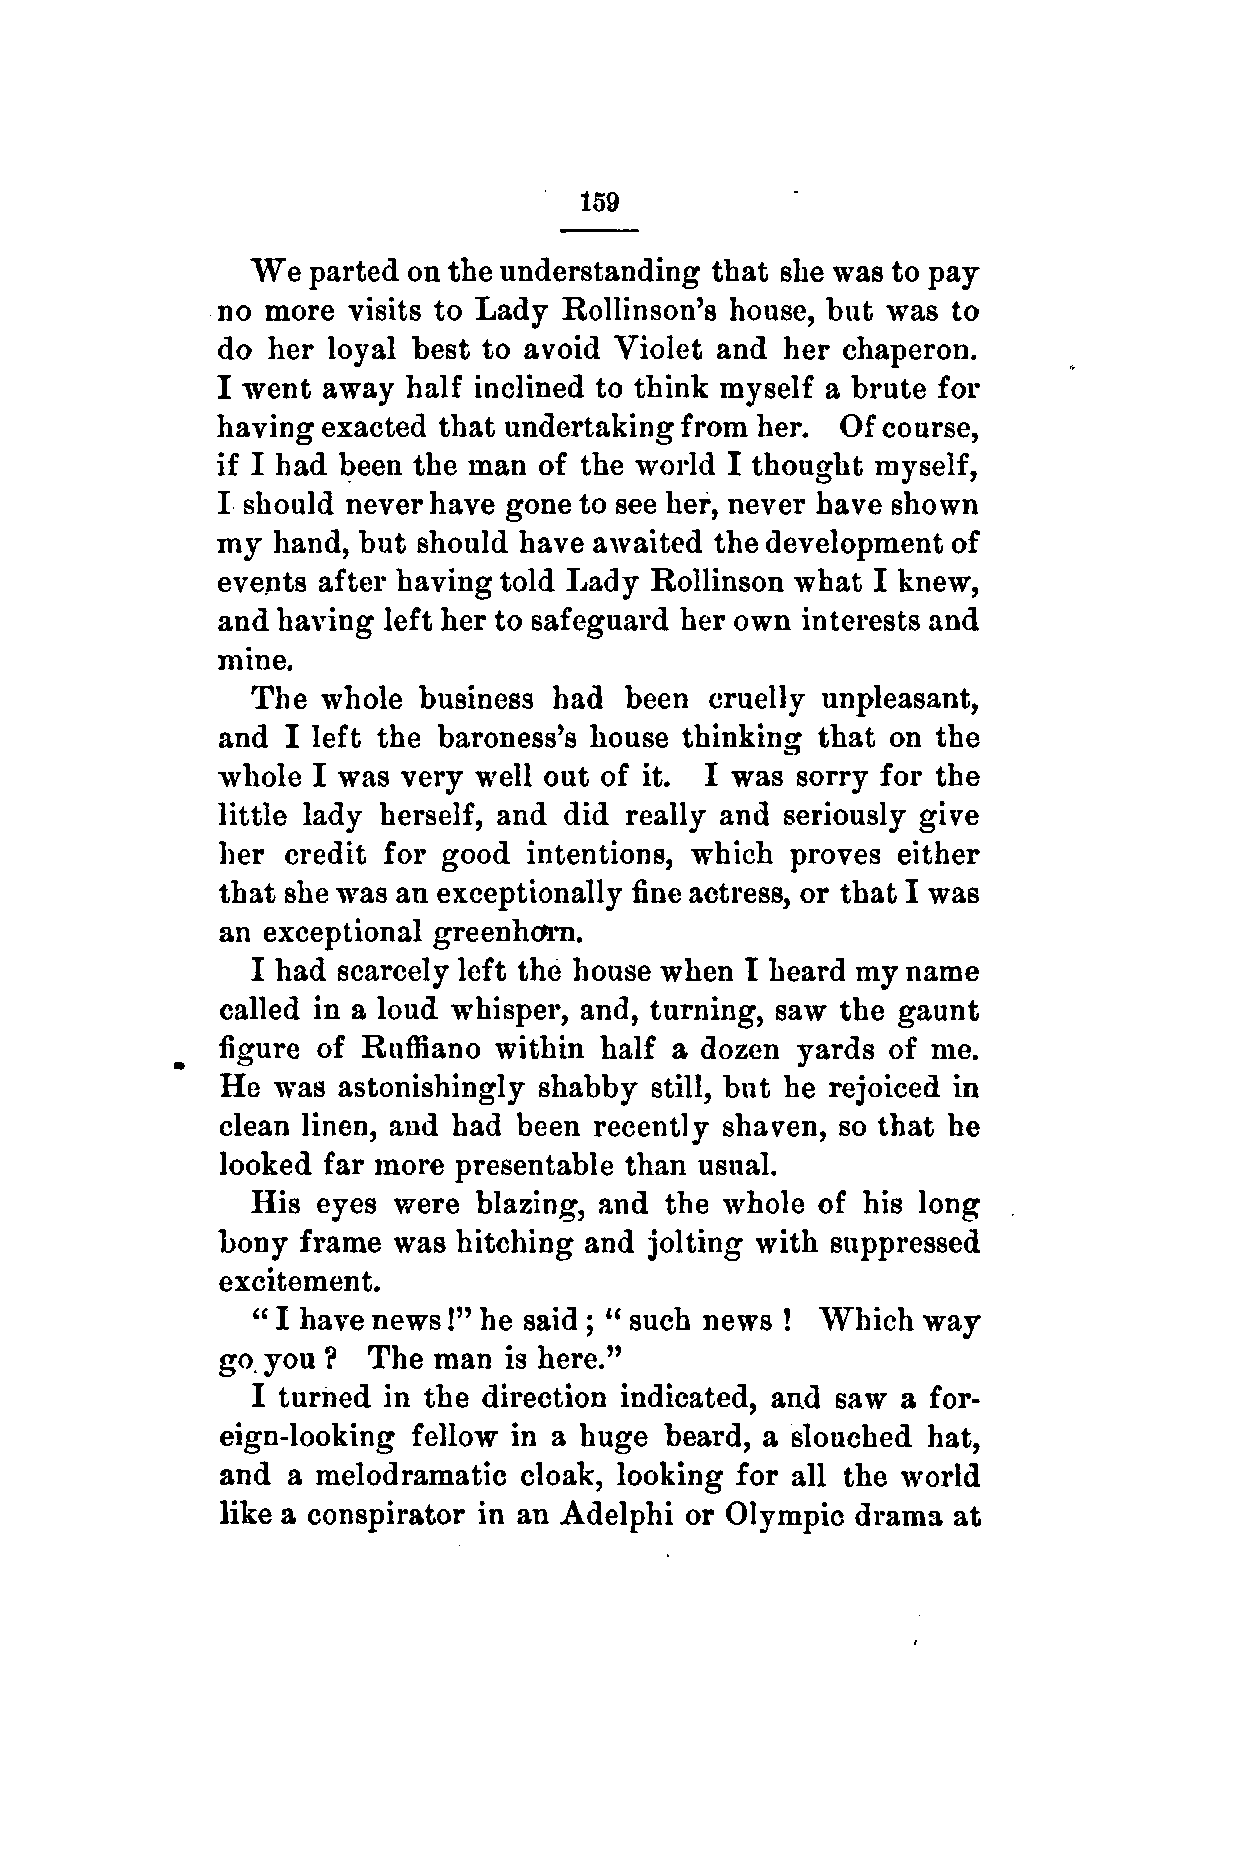 159
We parted on the understanding that she was to pay
no more visits to Lady Rollinson's house, but was to
do her loyal best to avoid Violet and her chaperon.
I went away half inclined to think myself a brute for
having exacted that undertaking from her. Of course,
if I had been the man of the world I thought myself,
I should never have gone to see her, never have shown
my hand, but should have awaited the development of
events after having told Lady Rollinson what I knew,
and having left her to safeguard her own interests and
mine.
The whole business had been cruelly unpleasant,
and I left the baroness's house thinking that on the
whole I was very well out of it. I was sorry for the
little lady herself, and did really and seriously give
her credit for good intentions, which proves either
that she was an exceptionally fine actress, or that I was
an exceptional greenhorn.
I had scarcely left the house when I heard my name
called in a loud whisper, and, turning, saw the gaunt
figure of Ruffiano within half a dozen yards of me.
He was astonishingly shabby still, but he rejoiced in
clean linen, and had been recently shaven, so that he
looked far more presentable than usual.
His eyes were blazing, and the whole of his long
bony frame was hitching and jolting with suppressed
excitement.
"I have news!" he said; "such news! Which way
go you? The man is here."
I turned in the direction indicated, and saw a for-
eign-looking fellow in a huge beard, a slouched hat,
and a melodramatic cloak, looking for all the world
like a conspirator in an Adelphi or Olympic drama at